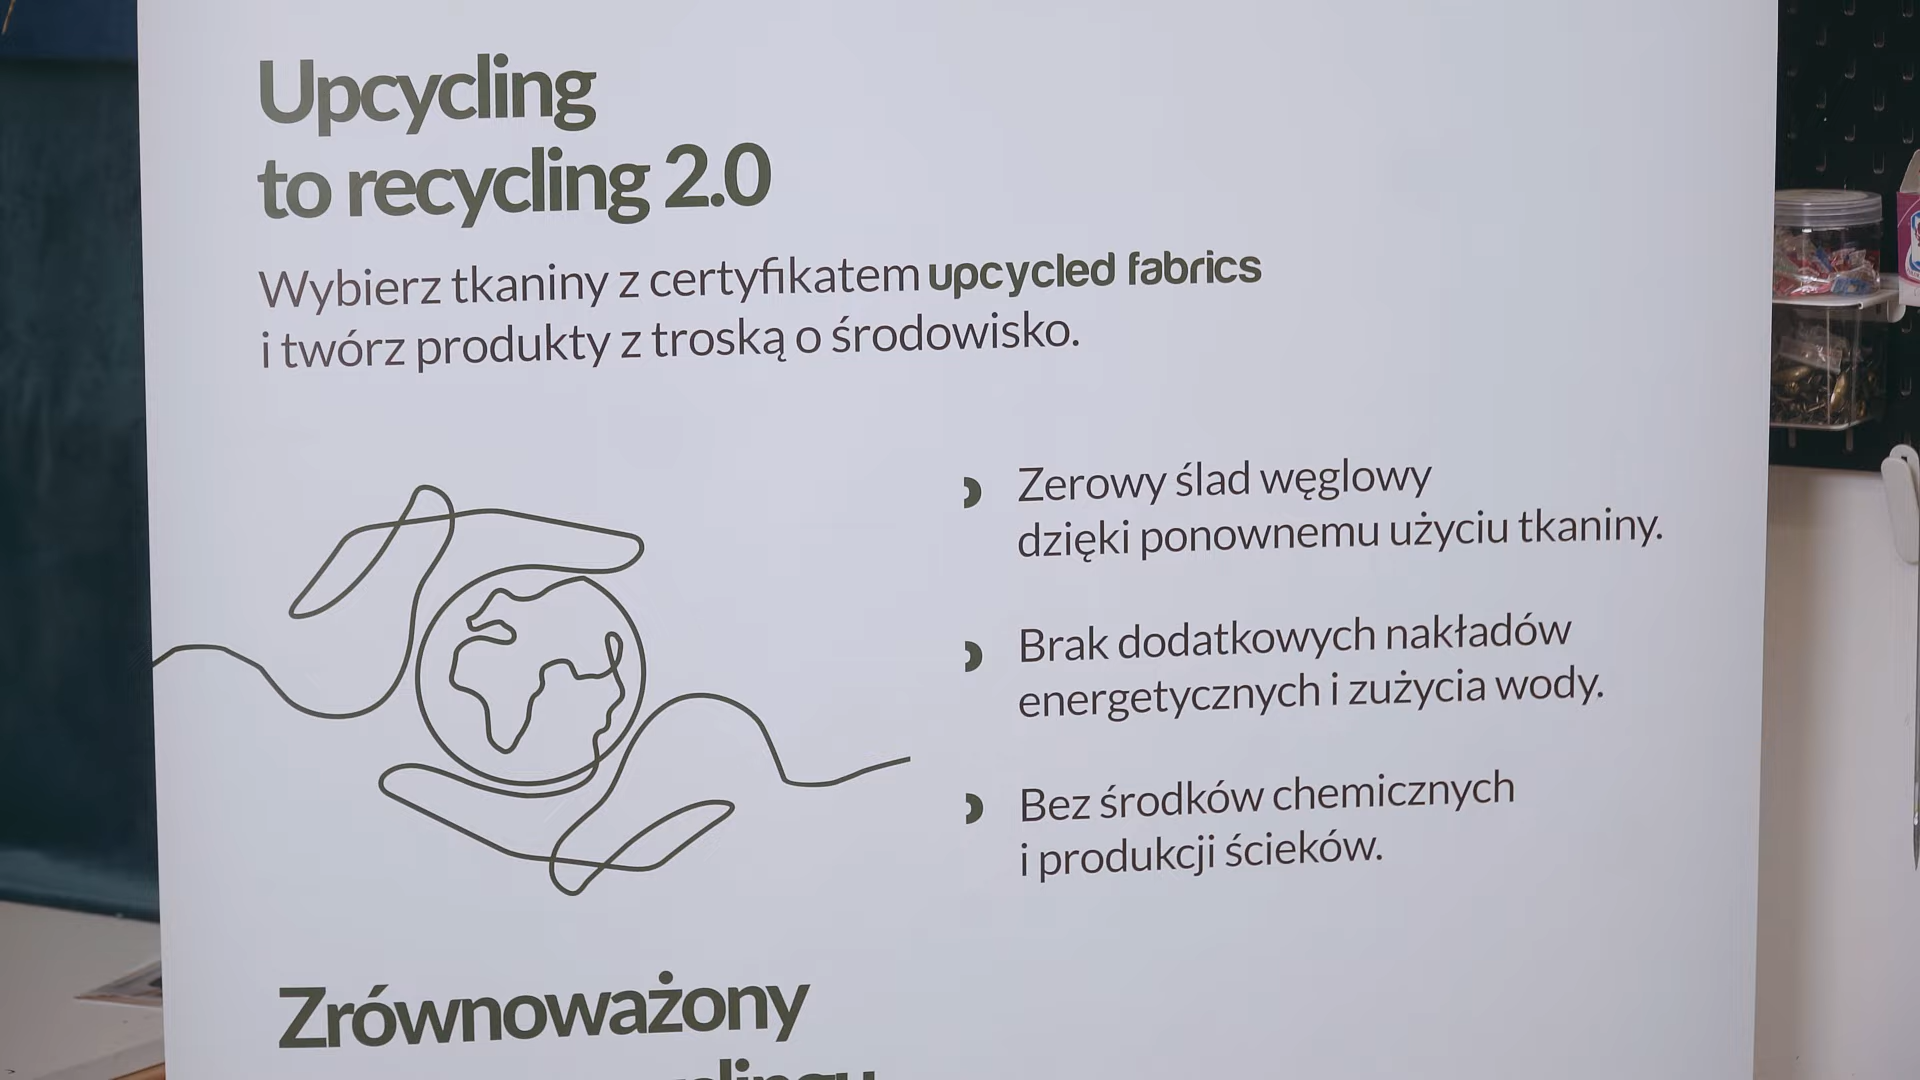 Upcycling
to recycling 2.0
Wybierz tkaniny z certyfikatem upcycled fabrics
i twórz produkty z troską o środowisko.
Zerowy ślad węglowy
dzięki ponownemu użyciu tkaniny.
Brak dodatkowych nakładów
energetycznych i zużycia wody.
Bez środków chemicznych
i produkcji ścieków.
Zrównoważony